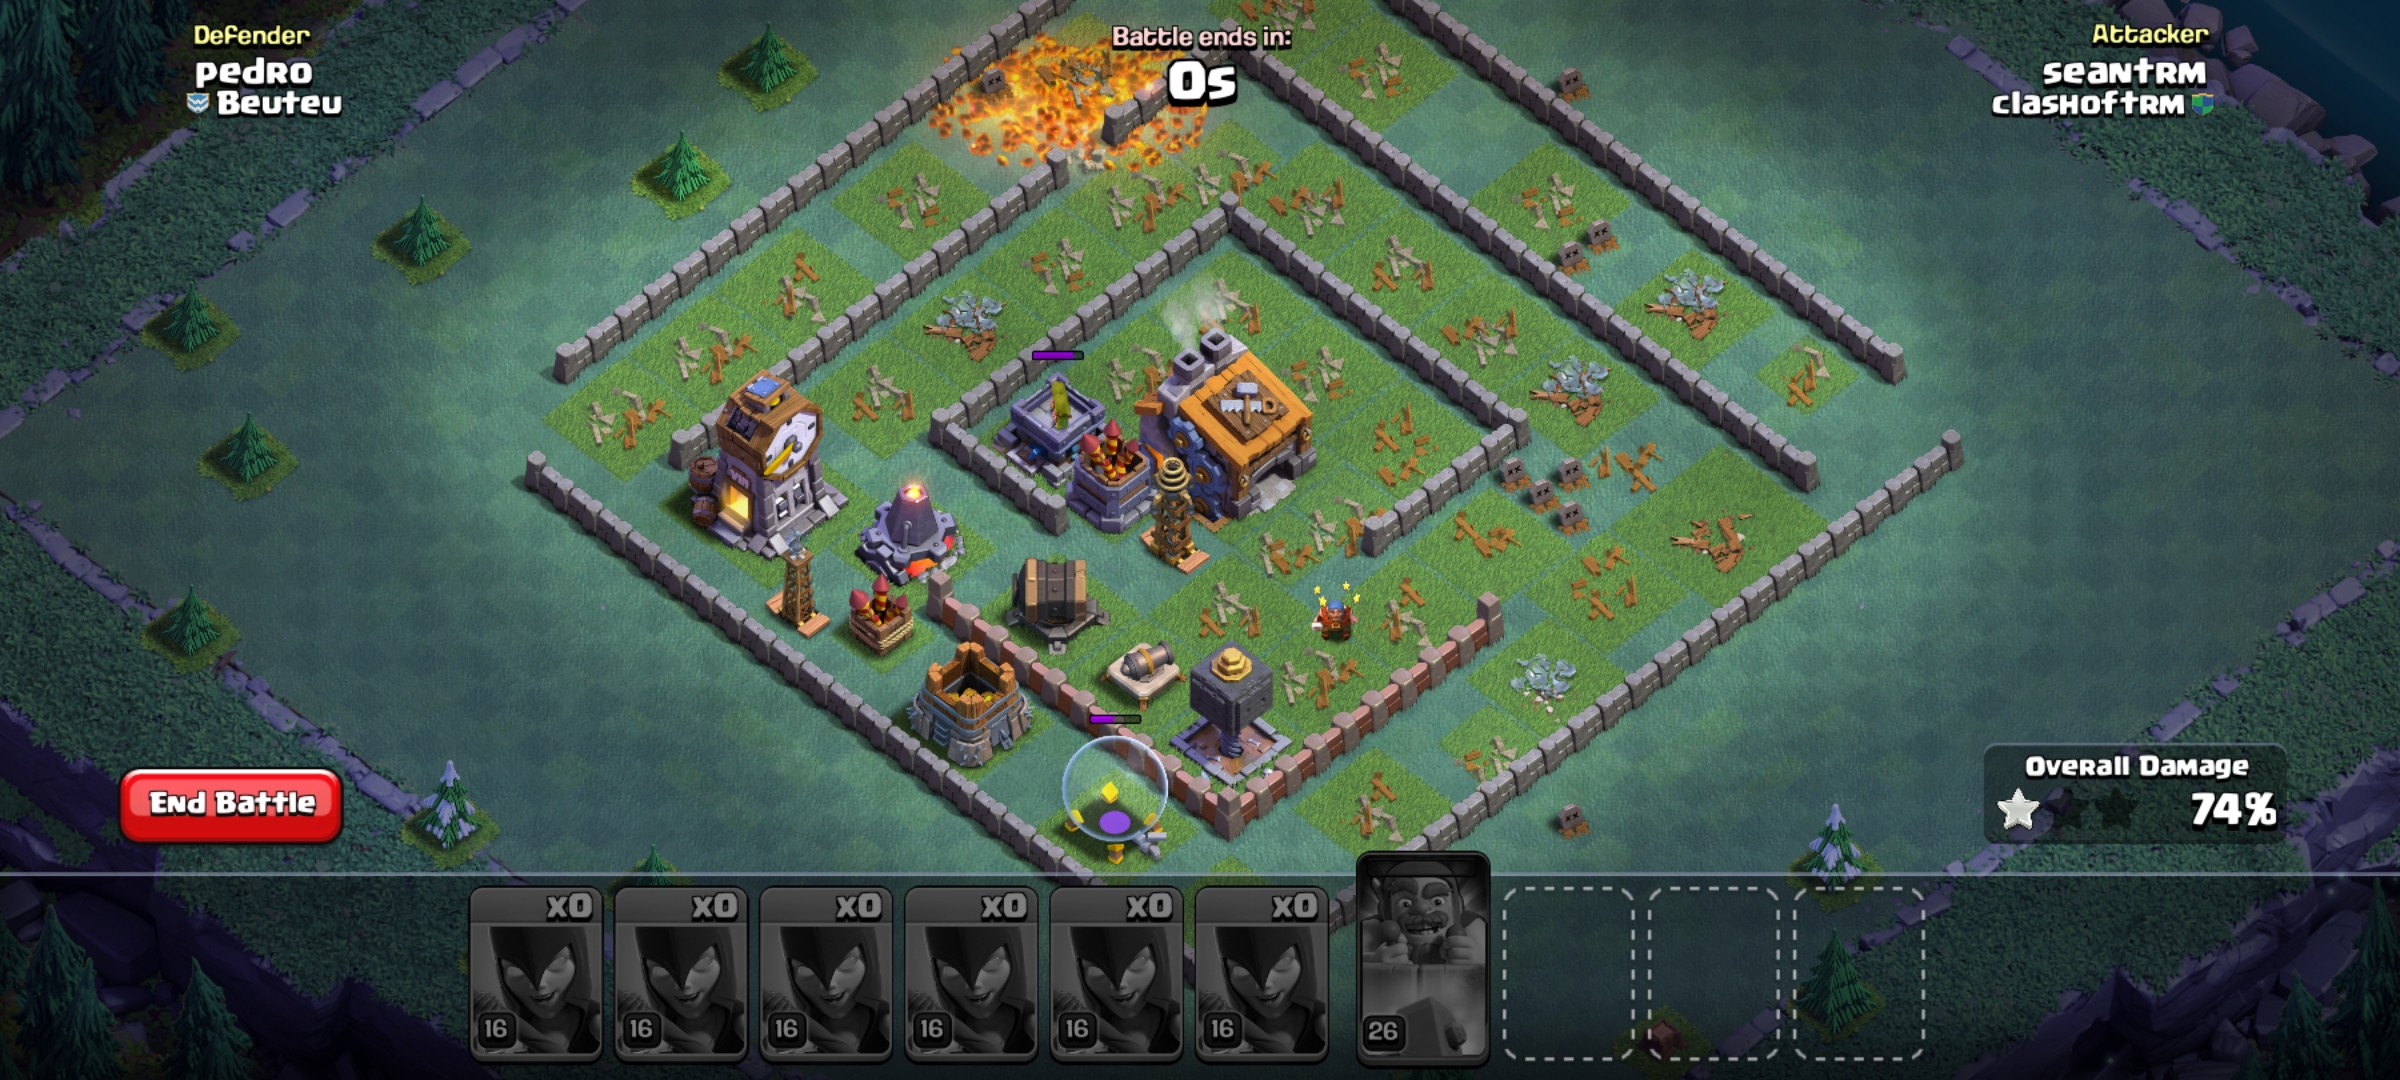 Defender
pedro
Beuteu
Battle ends in:
0s
Attacker
seantrm
clashoftrm
End Battle
Overall Damage
74%
x0
x0
x0
x0
x0
x0
16
16
16
16
16
16
26